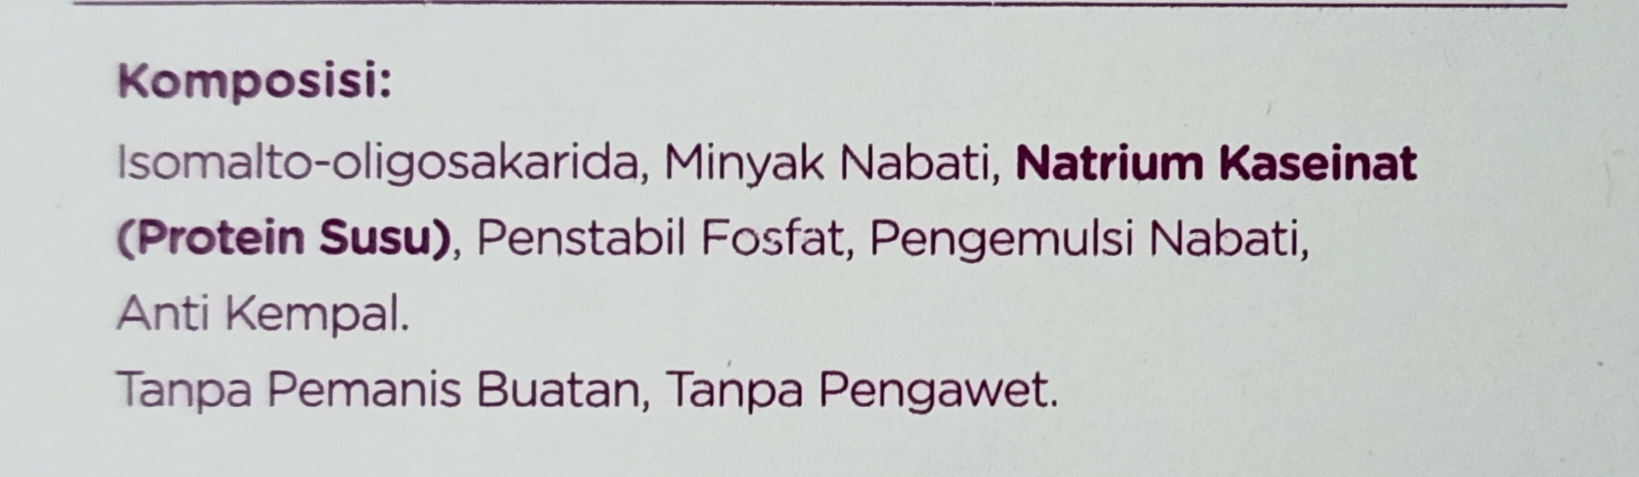 Komposisi:
Isomalto-oligosakarida, Minyak Nabati, Natrium Kaseinat
(Protein Susu), Penstabil Fosfat, Pengemulsi Nabati,
Anti Kempal.
Tanpa Pemanis Buatan, Tanpa Pengawet.